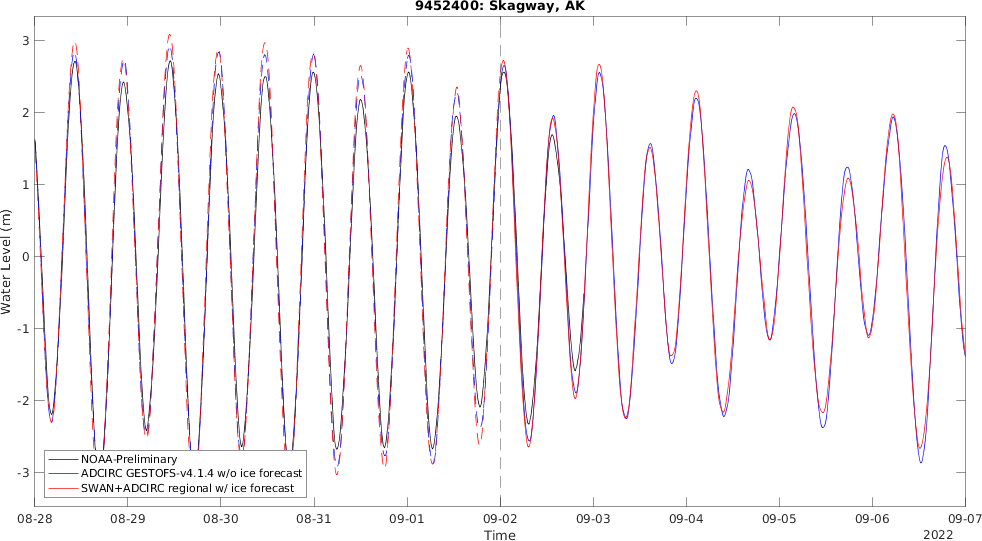 9452400: Skagway, AK
3
2
1
0
-1
-2
-3
Water Level (m)
NOAA-Preliminary
ADCIRC GESTOFS-v4.1.4 w/o ice forecast
SWAN+ADCIRC regional w/ ice forecast
08-28 08-29 08-30 08-31 09-01 09-02 09-03 09-04 09-05 09-06 09-07
Time
2022